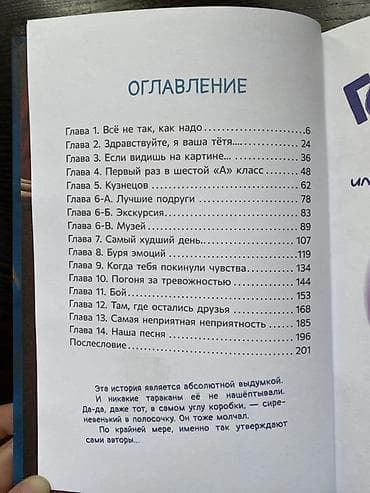 ОГЛАВЛЕНИЕ
Глава 1. Всё не так, как надо 6
Глава 2. Здравствуйте, я ваша тётя.... 24
Глава 3. Если видишь на картине... 36
Глава 4. Первый раз в шестой «А» класс 48
Глава 5. Кузнецов 62
Глава 6-А. Лучшие подруги 78
Глава 6-Б. Экскурсия 83
Глава 6-В. Музей 89
Глава 7. Самый худший день.. 107
Глава 8. Буря эмоций 119
Глава 9. Когда тебя покинули чувства 134
Глава 10. Погоня за тревожностью 144
Глава 11. Бой 153
Глава 12. Там, где остались друзья 168
Глава 13. Самая неприятная неприятность 185
Глава 14. Наша песня 196
Послесловие 201
Эта история является абсолютной выдумкой.
И никакие тараканы её не нашёптывали.
Да-да, даже тот, в самом углу коробки, — сире-
невенький в полосочку. Он тоже молчал.
По крайней мере, именно так утверждают
сами авторы...